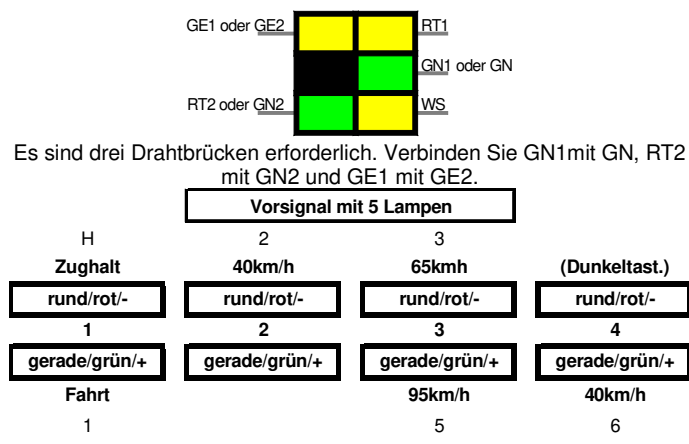 GE1 oder GE2 RT1
GN1 oder GN
RT2 oder GN2 WS
Es sind drei Drahtbrücken erforderlich. Verbinden Sie GN1mit GN, RT2
mit GN2 und GE1 mit GE2.
Vorsignal mit 5 Lampen
H 2 3
Zughalt 40km/h 65kmh (Dunkeltast.)
rund/rot/- rund/rot/- rund/rot/- rund/rot/-
1 2 3 4
gerade/grün/+ gerade/grün/+ gerade/grün/+ gerade/grün/+
Fahrt 95km/h 40km/h
1 5 6